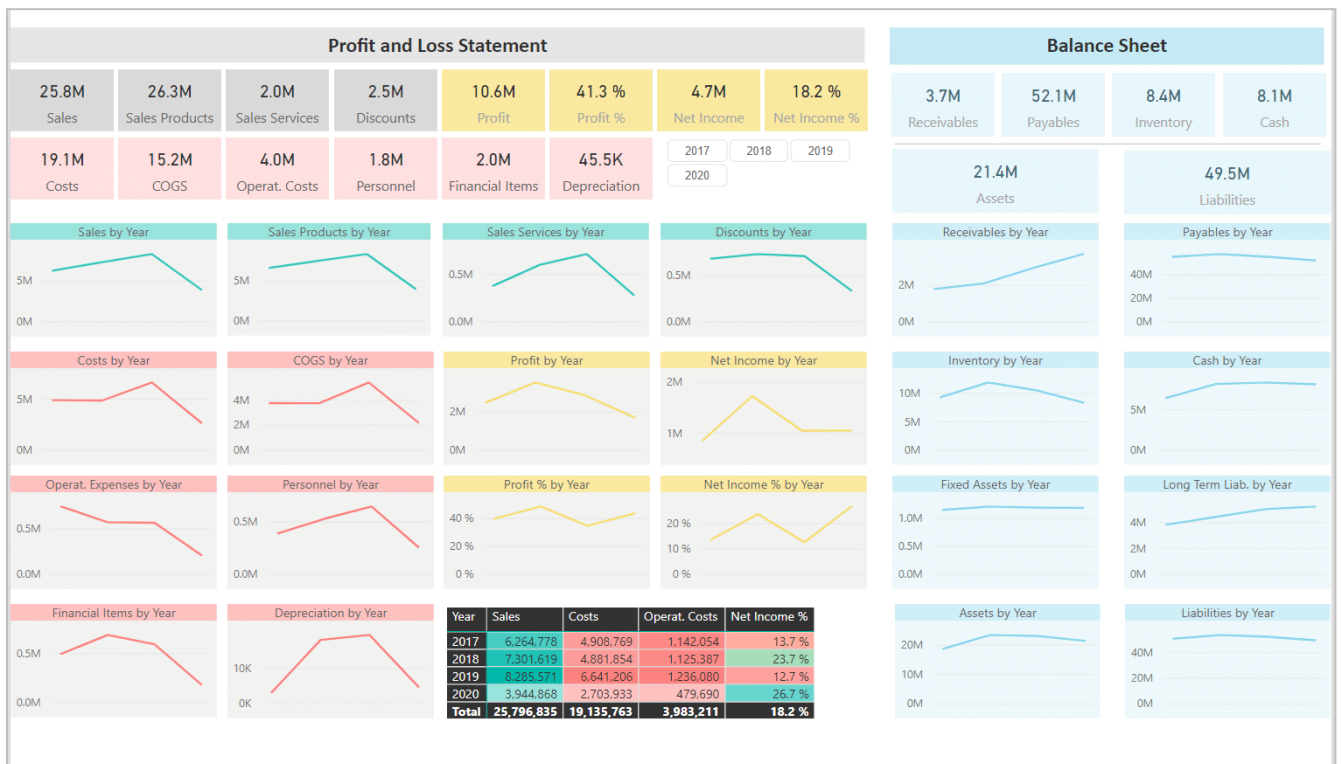 Profit and Loss Statement
Balance Sheet
25.8M
Sales
26.3M
Sales Products
2.0M
Sales Services
2.5M
Discounts
10.6M
Profit
41.3 %
Profit %
4.7M
Net Income
18.2 %
Net Income %
3.7M
Receivables
52.1M
Payables
8.4M
Inventory
8.1M
Cash
19.1M
Costs
15.2M
COGS
4.0M
Operat. Costs
1.8M
Personnel
2.0M
Financial Items
45.5K
Depreciation
2017
2018
2019
2020
21.4M
Assets
49.5M
Liabilities
Sales by Year
5M
0M
Sales Products by Year
5M
0M
Sales Services by Year
0.5M
0.0M
Discounts by Year
0.5M
0.0M
Receivables by Year
2M
0M
Payables by Year
40M
20M
0M
Costs by Year
5M
0M
COGS by Year
4M
2M
0M
Profit by Year
2M
0M
Net Income by Year
2M
1M
Inventory by Year
10M
5M
0M
Cash by Year
5M
0M
Operat. Expenses by Year
0.5M
0.0M
Personnel by Year
0.5M
0.0M
Profit % by Year
40 %
20 %
0 %
Net Income % by Year
20 %
10 %
0 %
Fixed Assets by Year
1.0M
0.5M
0.0M
Long Term Liab. by Year
4M
2M
0M
Financial Items by Year
0.5M
0.0M
Depreciation by Year
10K
0K
Year Sales Costs Operat. Costs Net Income %
2017 6,264,778 4,908,769 1,142,054 13.7 %
2018 7,301,619 4,881,854 1,125,387 23.7 %
2019 8,285,571 6,641,206 1,236,080 12.7 %
2020 3,944,868 2,703,933 479,690 26.7 %
Total 25,796,835 19,135,763 3,983,211 18.2 %
Assets by Year
20M
10M
0M
Liabilities by Year
40M
20M
0M